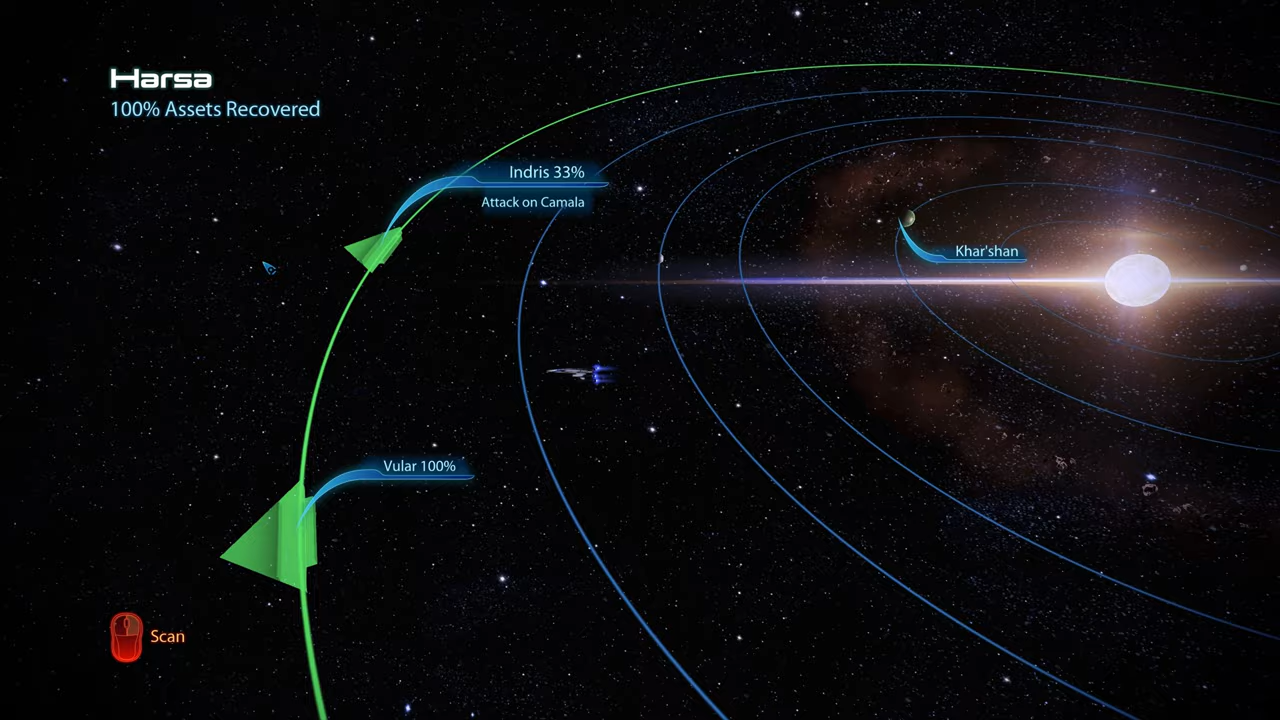 Harsa
100% Assets Recovered
Indris 33%
Attack on Camala
Khar'shan
Vular 100%
Scan